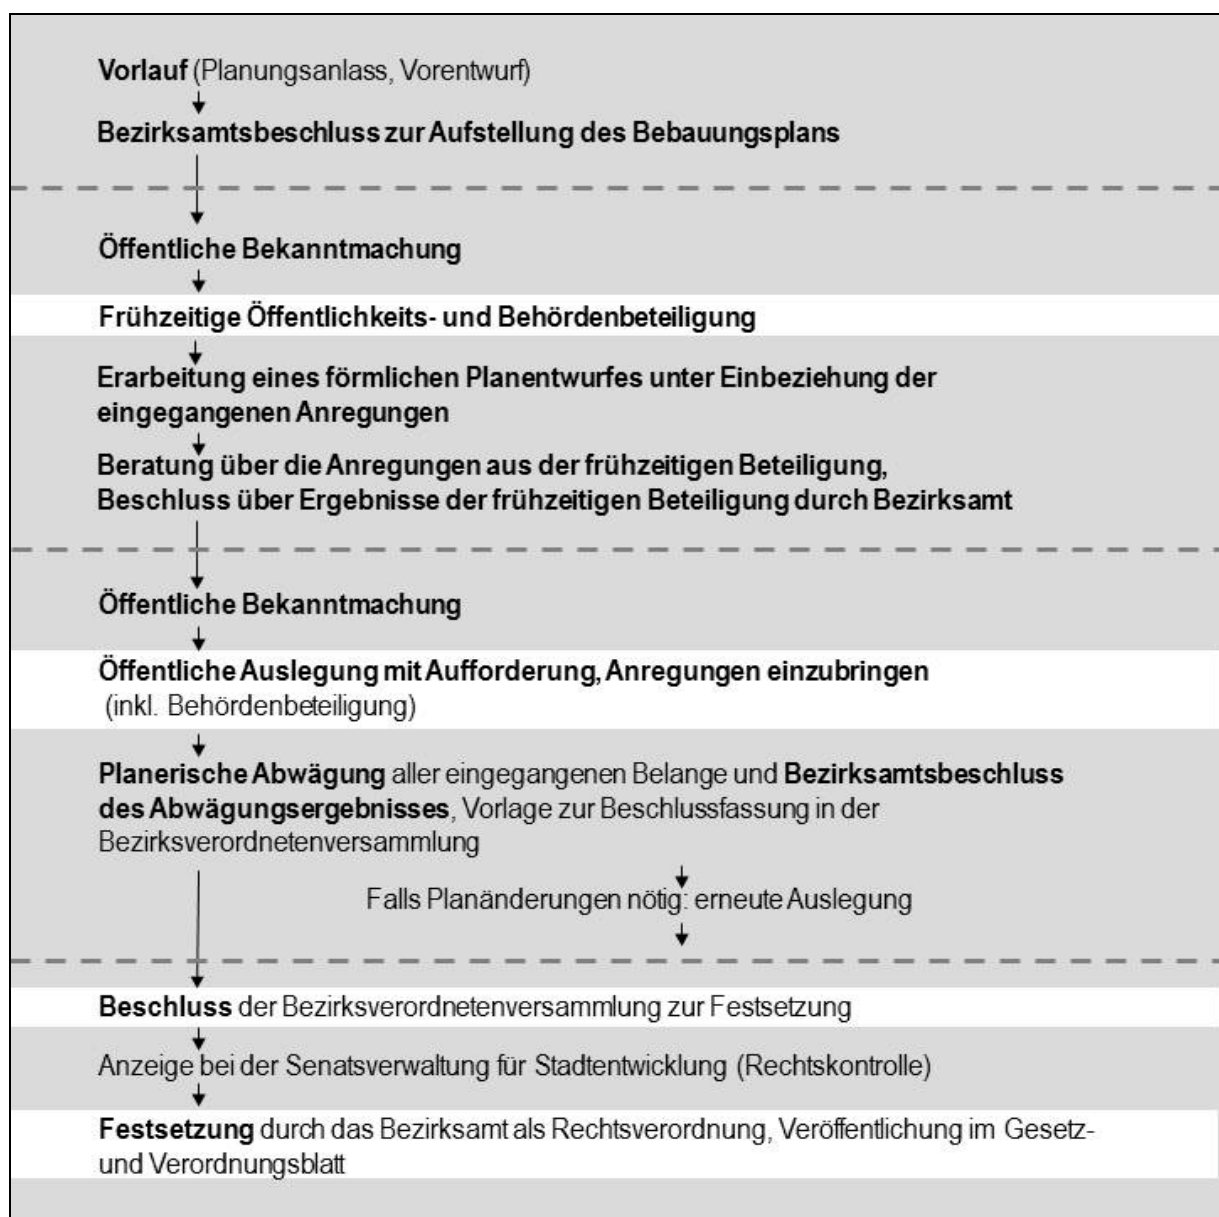 Vorlauf (Planungsanlass, Vorentwurf)
Bezirksamtsbeschluss zur Aufstellung des Bebauungsplans
Öffentliche Bekanntmachung
Frühzeitige Öffentlichkeits- und Behördenbeteiligung
Erarbeitung eines förmlichen Planentwurfes unter Einbeziehung der
eingegangenen Anregungen
Beratung über die Anregungen aus der frühzeitigen Beteiligung,
Beschluss über Ergebnisse der frühzeitigen Beteiligung durch Bezirksamt
Öffentliche Bekanntmachung
Öffentliche Auslegung mit Aufforderung, Anregungen einzubringen
(inkl. Behördenbeteiligung)
Planerische Abwägung aller eingegangenen Belange und Bezirksamtsbeschluss
des Abwägungsergebnisses, Vorlage zur Beschlussfassung in der
Bezirksverordnetenversammlung
Falls Planänderungen nötig: erneute Auslegung
Beschluss der Bezirksverordnetenversammlung zur Festsetzung
Anzeige bei der Senatsverwaltung für Stadtentwicklung (Rechtskontrolle)
Festsetzung durch das Bezirksamt als Rechtsverordnung, Veröffentlichung im Gesetz-
und Verordnungsblatt